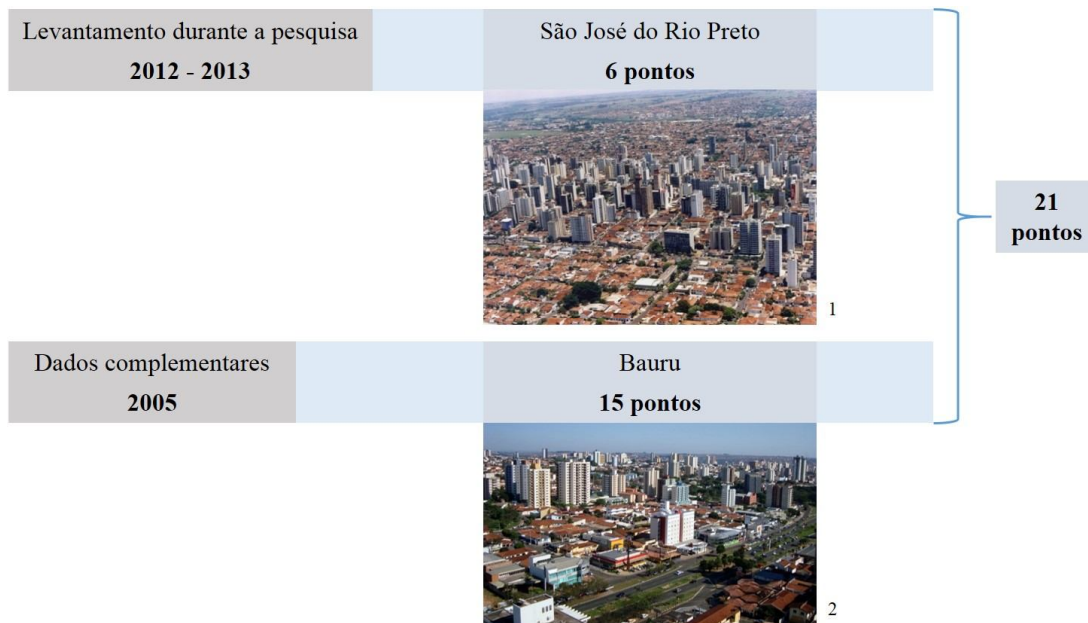 Levantamento durante a pesquisa
2012 - 2013
São José do Rio Preto
6 pontos
21
pontos
1
Dados complementares
2005
Bauru
15 pontos
2